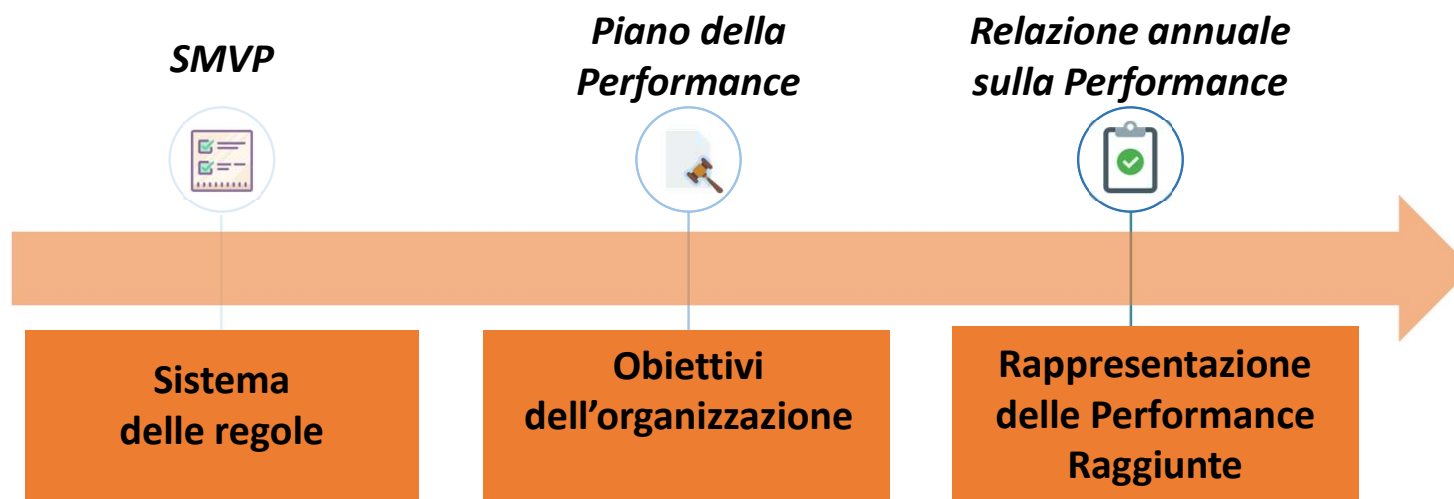 SMVP
Piano della
Performance
Relazione annuale
sulla Performance
Sistema
delle regole
Obiettivi
dell’organizzazione
Rappresentazione
delle Performance
Raggiunte